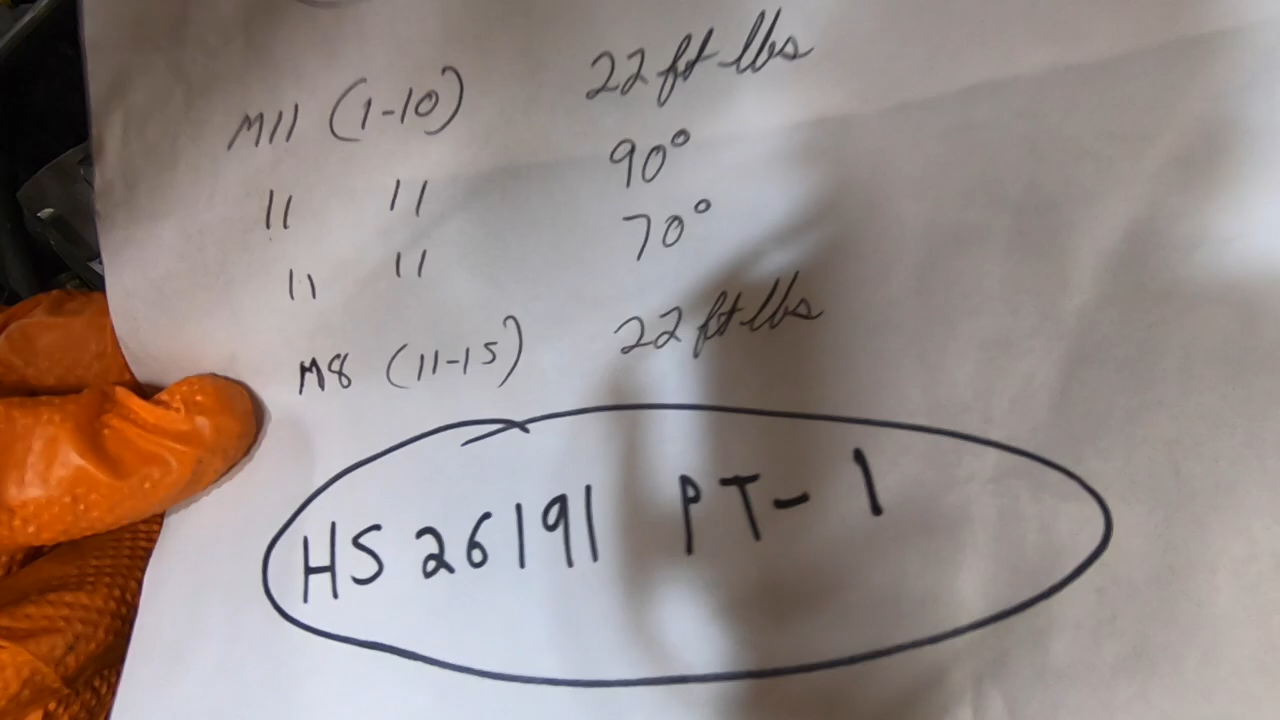 M11 (1-10) 22 ft lbs
" " 90°
" " 70°
M8 (11-15) 22 ft lbs
HS 26191 PT-1